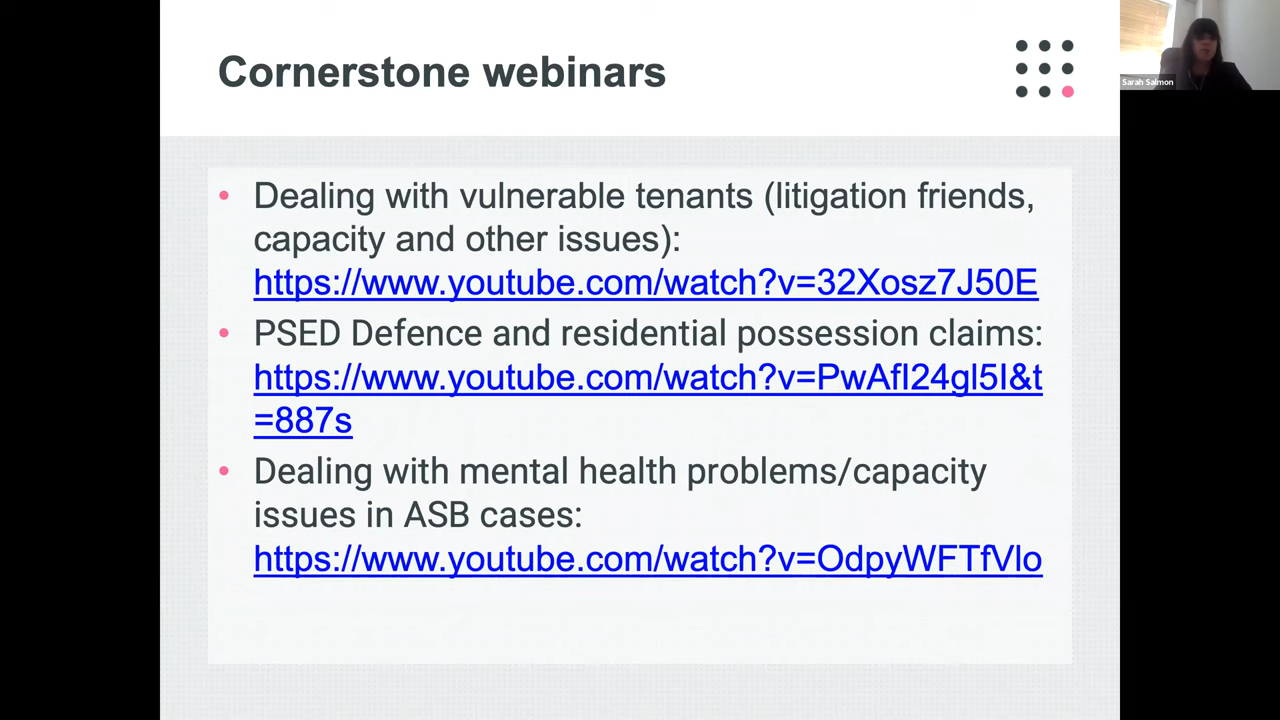 Cornerstone webinars
Sarah Salmon
• Dealing with vulnerable tenants (litigation friends,
capacity and other issues):
https://www.youtube.com/watch?v=32Xosz7J50E
• PSED Defence and residential possession claims:
https://www.youtube.com/watch?v=PwAfI24gl5I&t
=887s
• Dealing with mental health problems/capacity
issues in ASB cases:
https://www.youtube.com/watch?v=OdpyWFTfVlo